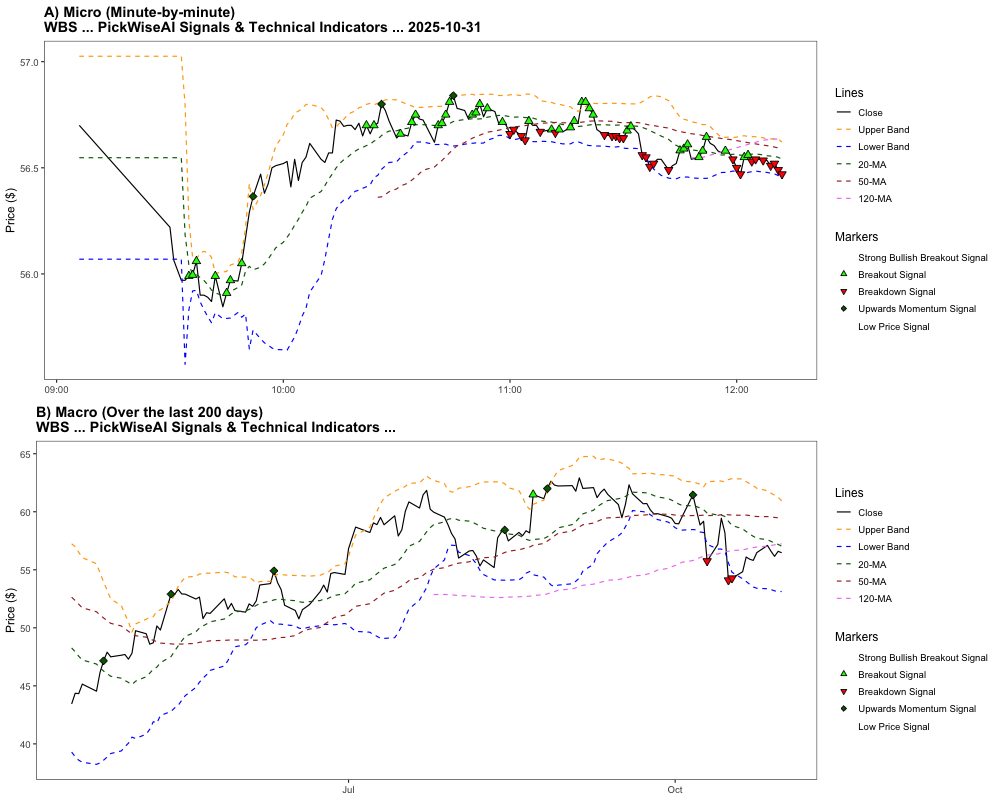 A) Micro (Minute-by-minute)
WBS ... PickWiseAI Signals & Technical Indicators ... 2025-10-31
57.0
56.5
56.0
Price ($)
09:00
10:00
11:00
12:00
Lines
Close
Upper Band
Lower Band
20-MA
50-MA
120-MA
Markers
Strong Bullish Breakout Signal
Breakout Signal
Breakdown Signal
Upwards Momentum Signal
Low Price Signal
B) Macro (Over the last 200 days)
WBS ... PickWiseAI Signals & Technical Indicators ...
65
60
55
50
45
40
Price ($)
Jul
Oct
Lines
Close
Upper Band
Lower Band
20-MA
50-MA
120-MA
Markers
Strong Bullish Breakout Signal
Breakout Signal
Breakdown Signal
Upwards Momentum Signal
Low Price Signal